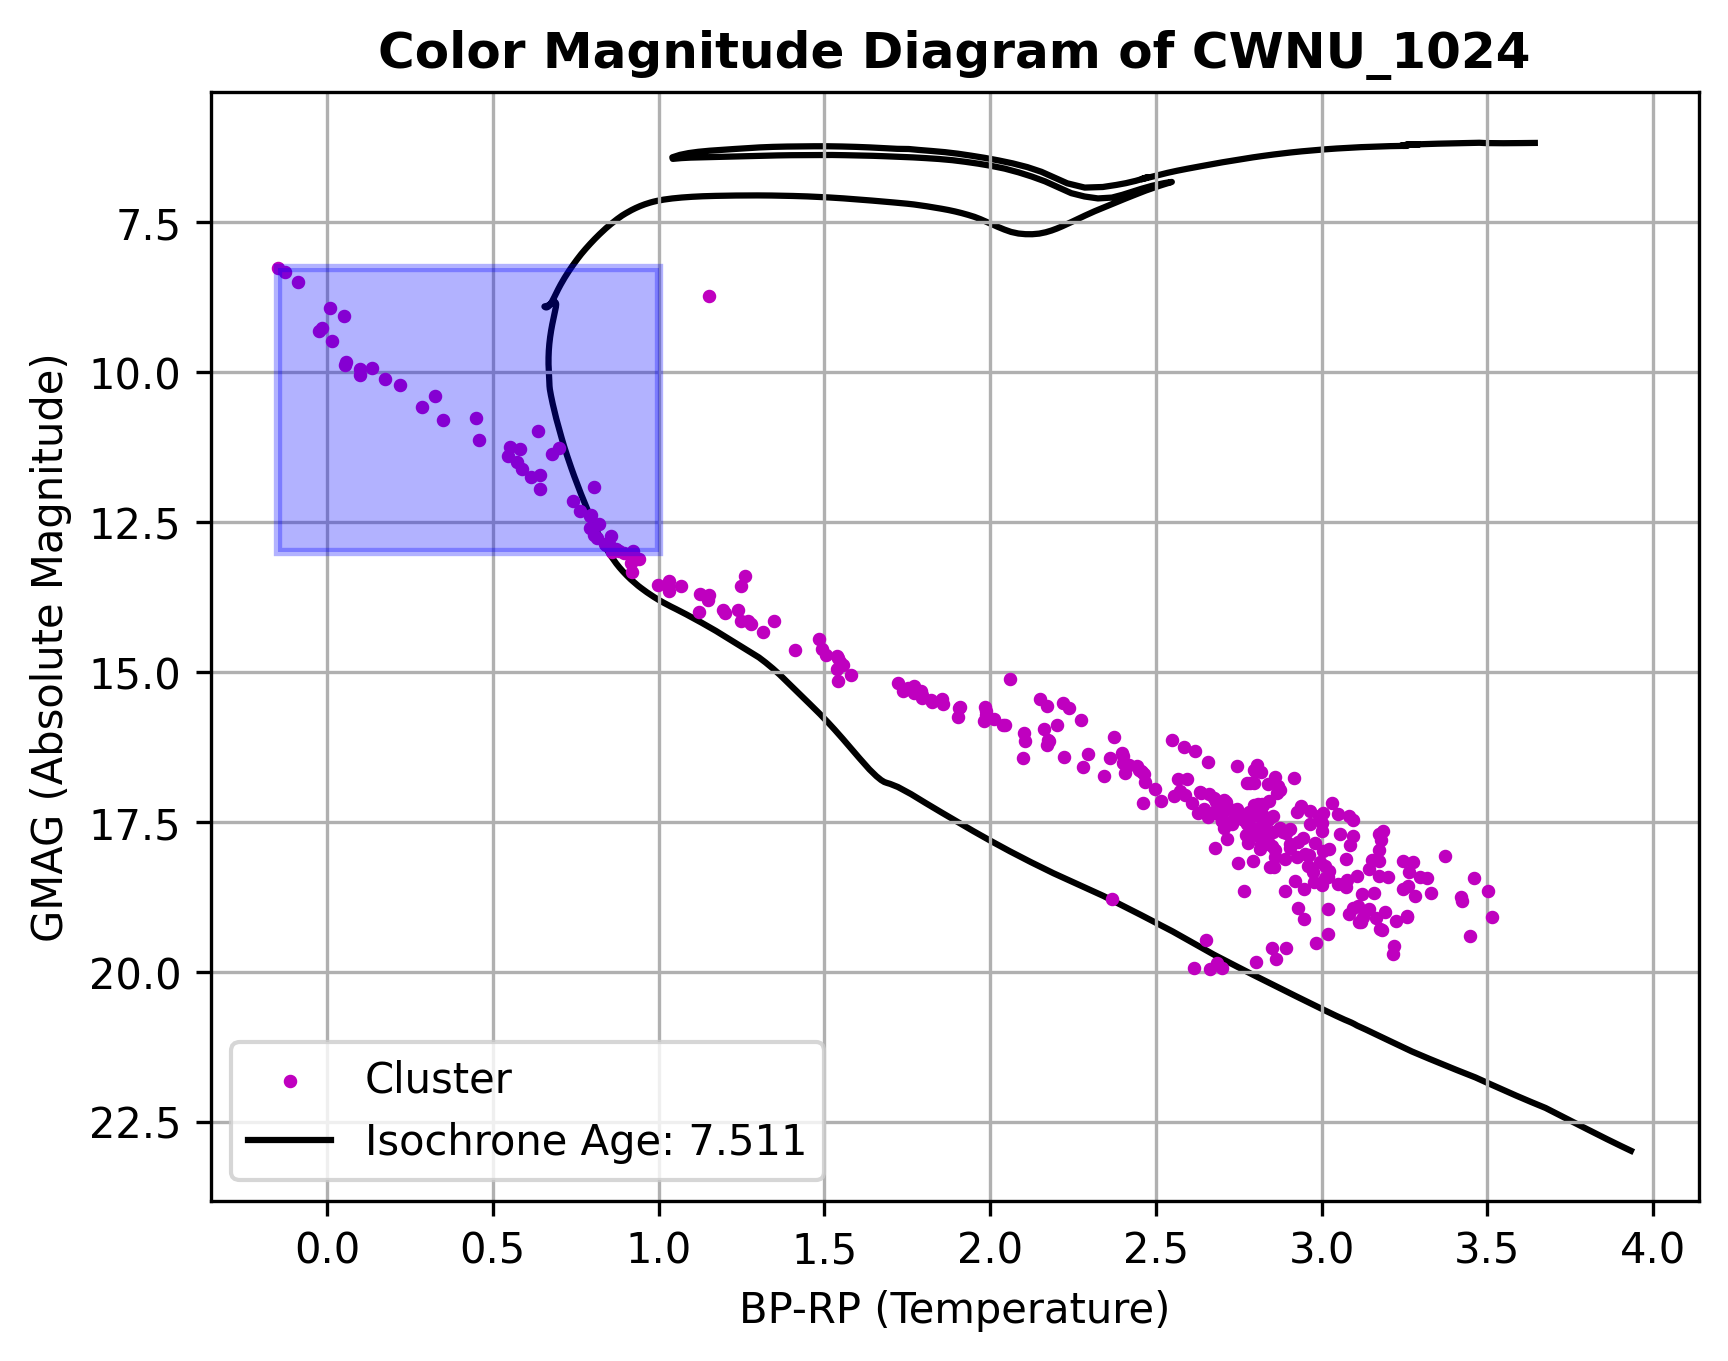 Color Magnitude Diagram of CWNU_1024
GMAG (Absolute Magnitude)
7.5
10.0
12.5
15.0
17.5
20.0
22.5
Cluster
Isochrone Age: 7.511
0.0 0.5 1.0 1.5 2.0 2.5 3.0 3.5 4.0
BP-RP (Temperature)